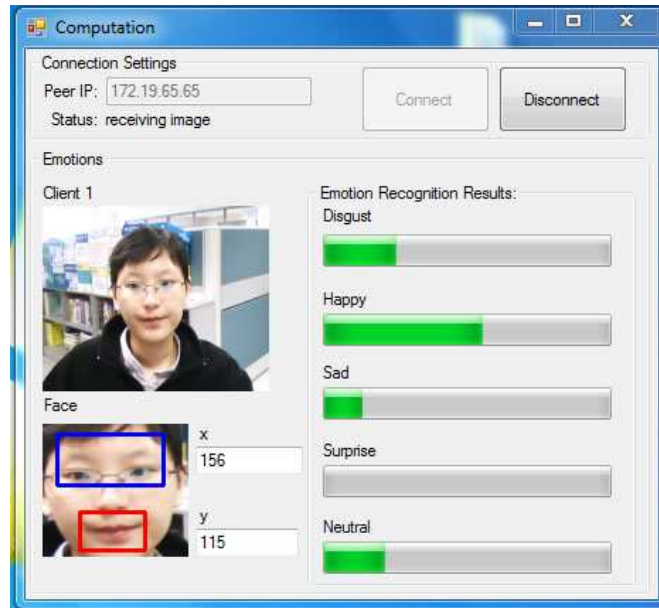 Computation
Connection Settings
Peer IP: 172.19.65.65
Connect
Disconnect
Status: receiving image
Emotions
Client 1
Emotion Recognition Results:
Disgust
Happy
Sad
Face
x
156
Surprise
y
115
Neutral